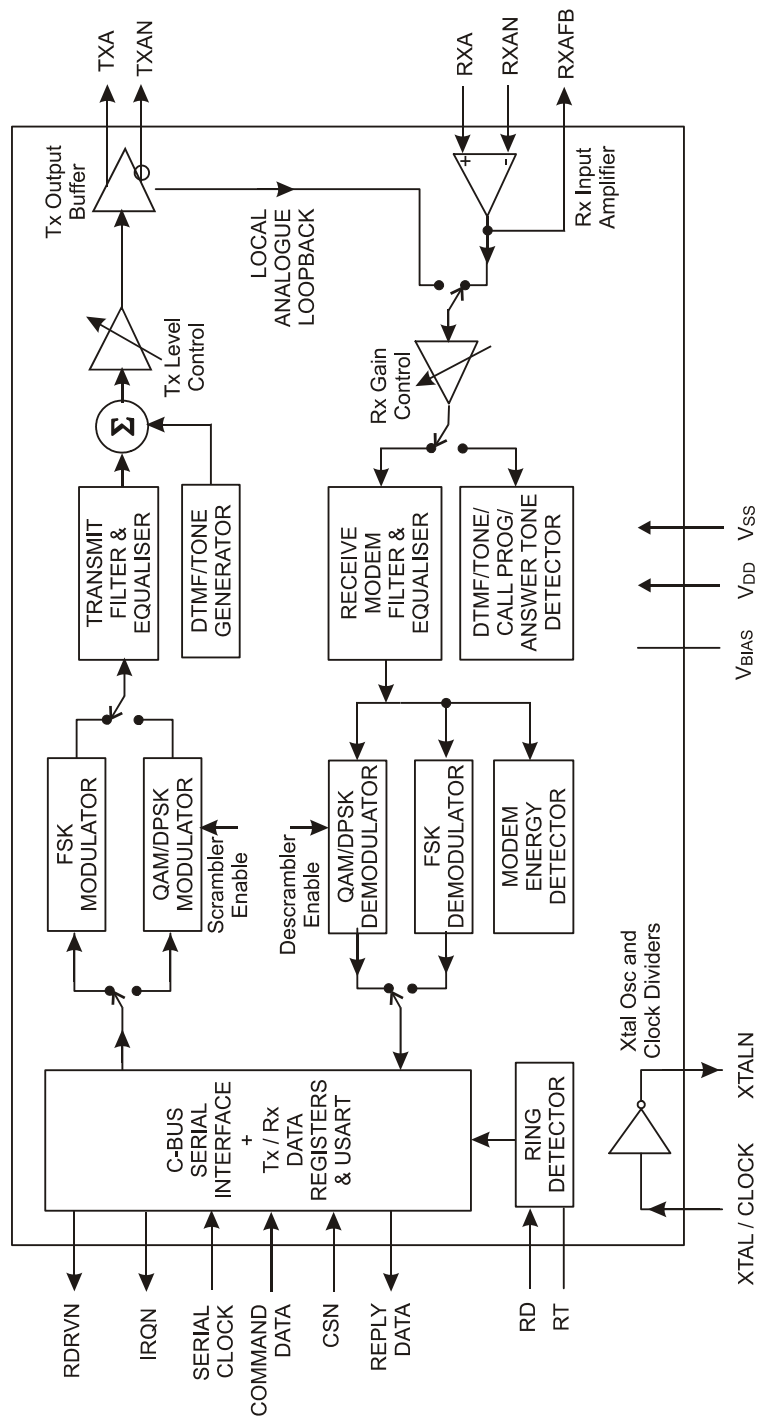 RDRVN
IRQN
SERIAL
CLOCK
COMMAND
DATA
CSN
REPLY
DATA
RD
RT
C-BUS
SERIAL
INTERFACE
+
Tx / Rx
DATA
REGISTERS
& USART
RING
DETECTOR
FSK
MODULATOR
QAM/DPSK
MODULATOR
Scrambler
Enable
Descrambler
Enable
QAM/DPSK
DEMODULATOR
FSK
DEMODULATOR
MODEM
ENERGY
DETECTOR
TRANSMIT
FILTER &
EQUALISER
DTMF/TONE
GENERATOR
Σ
Tx Level
Control
Tx Output
Buffer
TXA
TXAN
LOCAL
ANALOGUE
LOOPBACK
RECEIVE
MODEM
FILTER &
EQUALISER
DTMF/TONE/
CALL PROG/
ANSWER TONE
DETECTOR
Rx Gain
Control
+
-
Rx Input
Amplifier
RXA
RXAN
RXAFB
Xtal Osc and
Clock Dividers
XTAL / CLOCK
XTALN
VBIAS
VDD
VSS